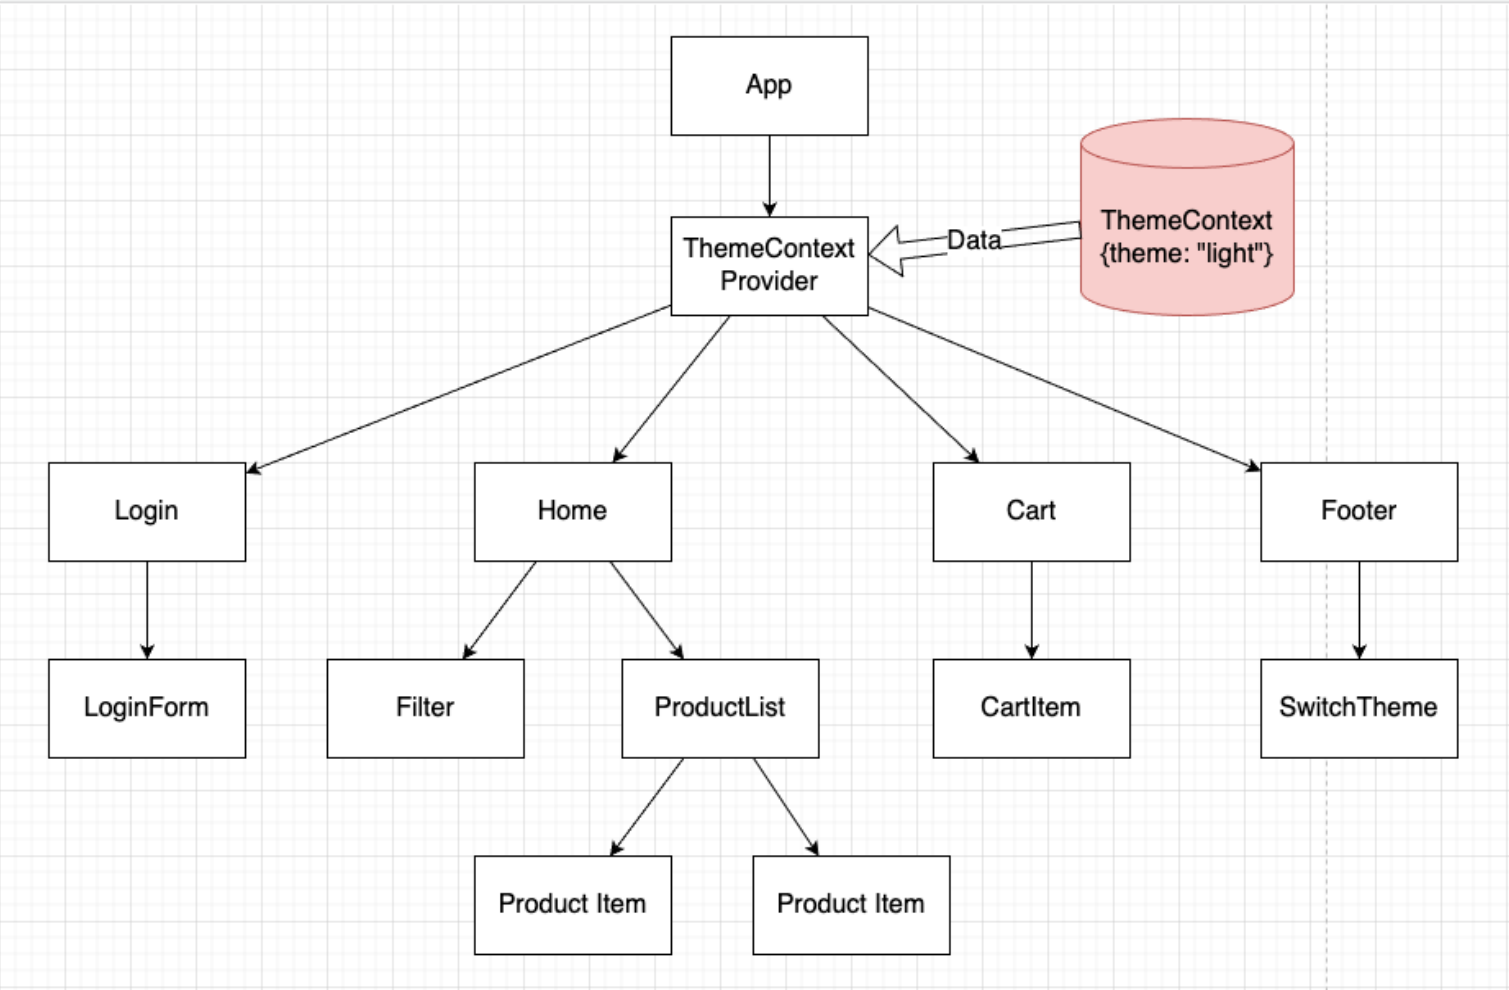 App
ThemeContext
Provider
Data
ThemeContext
{theme: "light"}
Login
Home
Cart
Footer
LoginForm
Filter
ProductList
CartItem
SwitchTheme
Product Item
Product Item